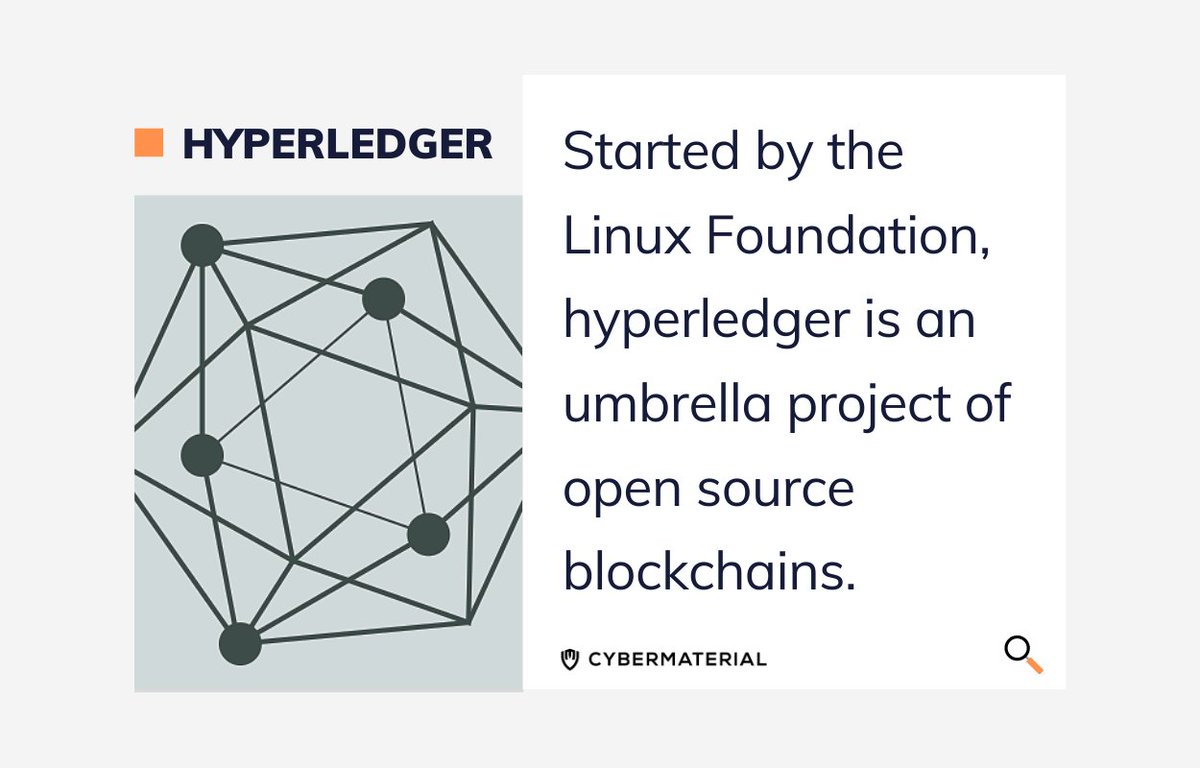 HYPERLEDGER
Started by the
Linux Foundation,
hyperledger is an
umbrella project of
open source
blockchains.
CYBERMATERIAL